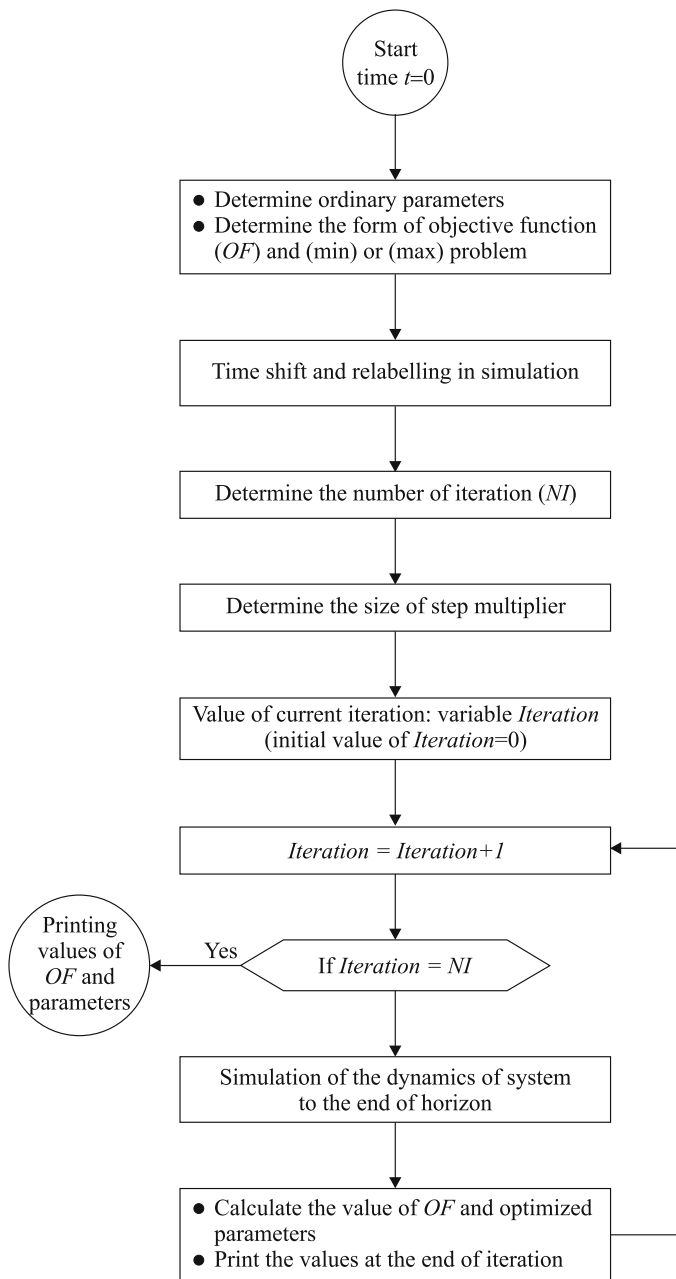 Start
time t=0
● Determine ordinary parameters
● Determine the form of objective function
(OF) and (min) or (max) problem
Time shift and relabelling in simulation
Determine the number of iteration (NI)
Determine the size of step multiplier
Value of current iteration: variable Iteration
(initial value of Iteration=0)
Iteration = Iteration+1
Printing
values of
OF and
parameters
Yes
If Iteration = NI
Simulation of the dynamics of system
to the end of horizon
● Calculate the value of OF and optimized
parameters
● Print the values at the end of iteration